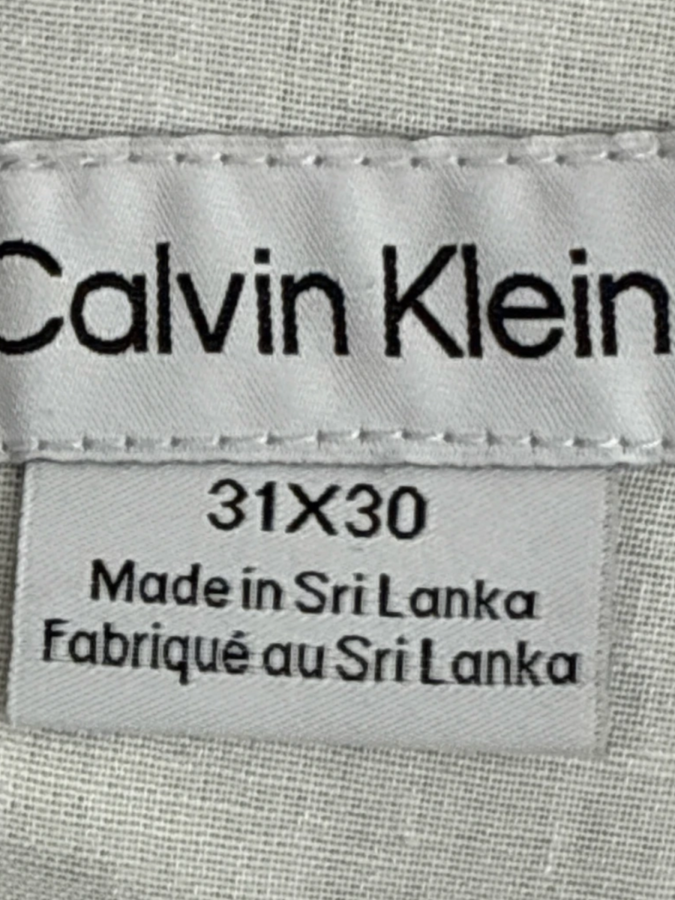 Calvin Klein
31X30
Made in Sri Lanka
Fabriqué au Sri Lanka